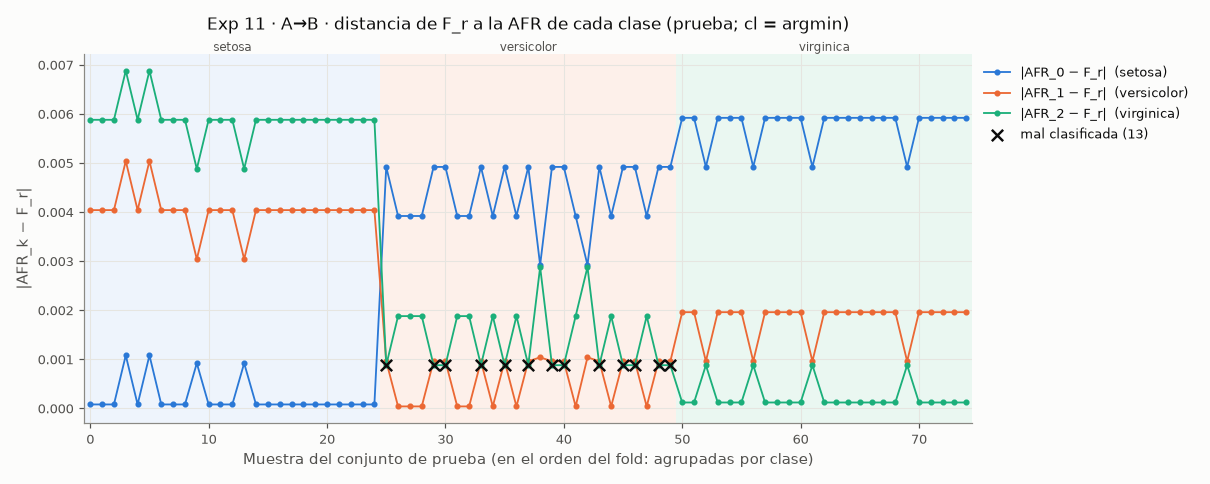 Exp 11 · A→B · distancia de F_r a la AFR de cada clase (prueba; cl = argmin)
setosa
versicolor
virginica
|AFR_k − F_r|
0.007
0.006
0.005
0.004
0.003
0.002
0.001
0.000
0
10
20
30
40
50
60
70
Muestra del conjunto de prueba (en el orden del fold: agrupadas por clase)
|AFR_0 − F_r| (setosa)
|AFR_1 − F_r| (versicolor)
|AFR_2 − F_r| (virginica)
mal clasificada (13)